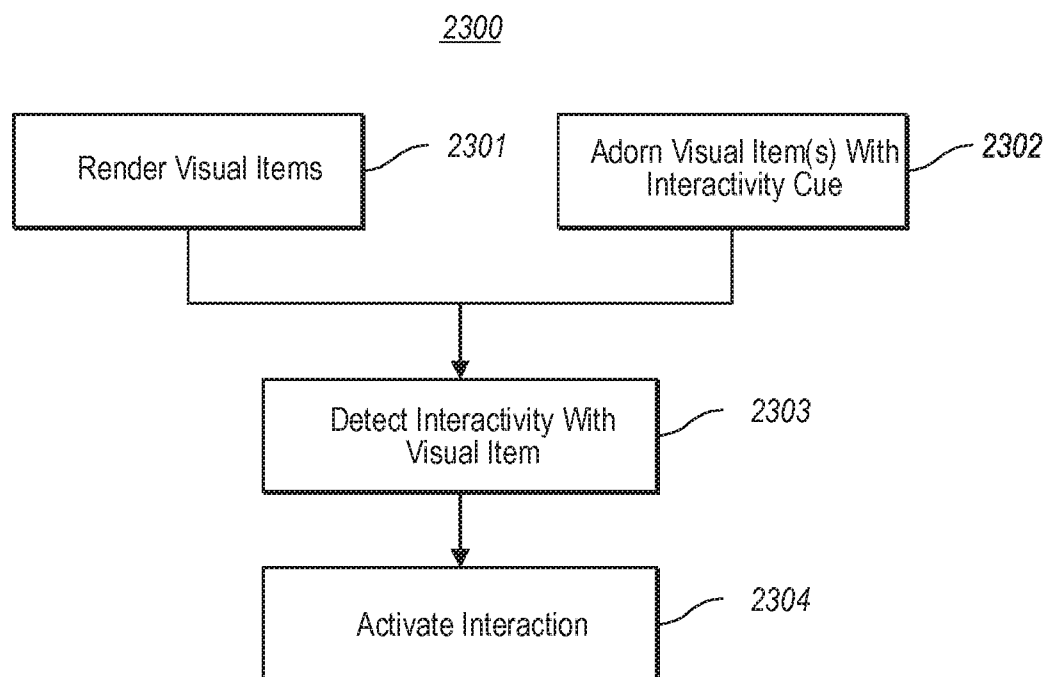 2300
Render Visual Items
2301
Adorn Visual Item(s) With
Interactivity Cue
2302
Detect Interactivity With
Visual Item
2303
Activate Interaction
2304